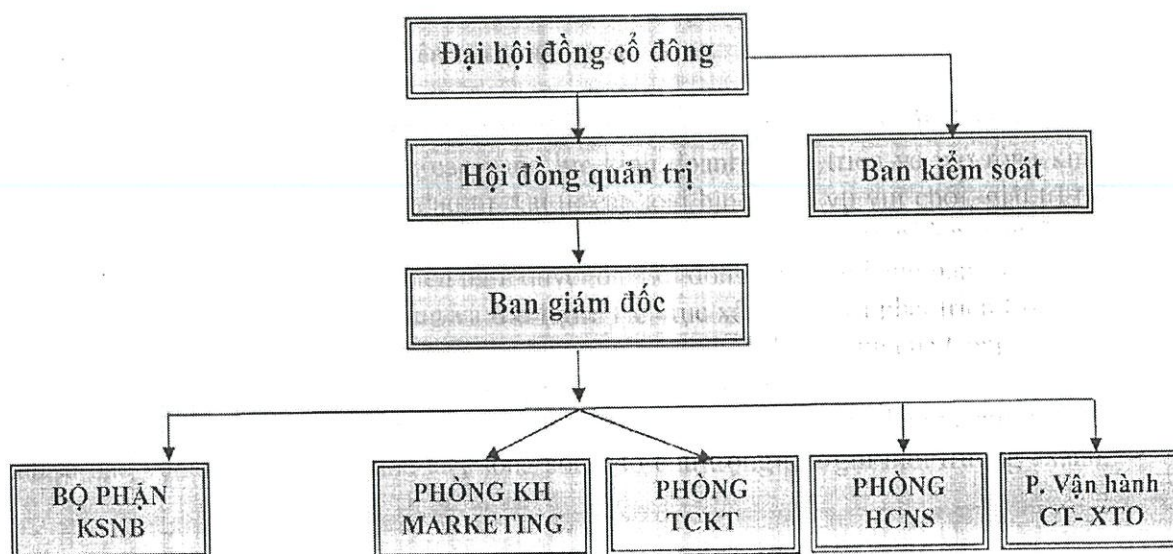 Đại hội đồng cổ đông
Hội đồng quản trị
Ban kiểm soát
Ban giám đốc
BỘ PHẬN
KSNB
PHÒNG KH
MARKETING
PHÒNG
TCKT
PHÒNG
HCNS
P. Vận hành
CT- XTO